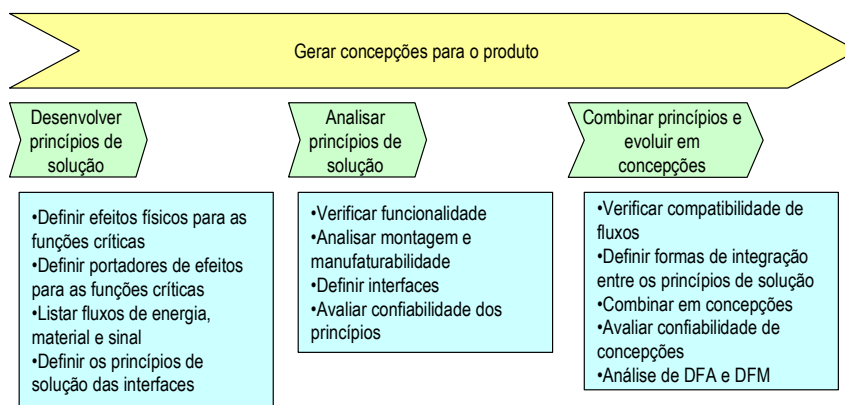 Gerar concepções para o produto
Desenvolver
princípios de
solução
Analisar
princípios de
solução
Combinar princípios e
evoluir em
concepções
•Definir efeitos físicos para as
funções críticas
•Definir portadores de efeitos
para as funções críticas
•Listar fluxos de energia,
material e sinal
•Definir os princípios de
solução das interfaces
•Verificar funcionalidade
•Analisar montagem e
manufaturabilidade
•Definir interfaces
•Avaliar confiabilidade dos
princípios
•Verificar compatibilidade de
fluxos
•Definir formas de integração
entre os princípios de solução
•Combinar em concepções
•Avaliar confiabilidade de
concepções
•Análise de DFA e DFM